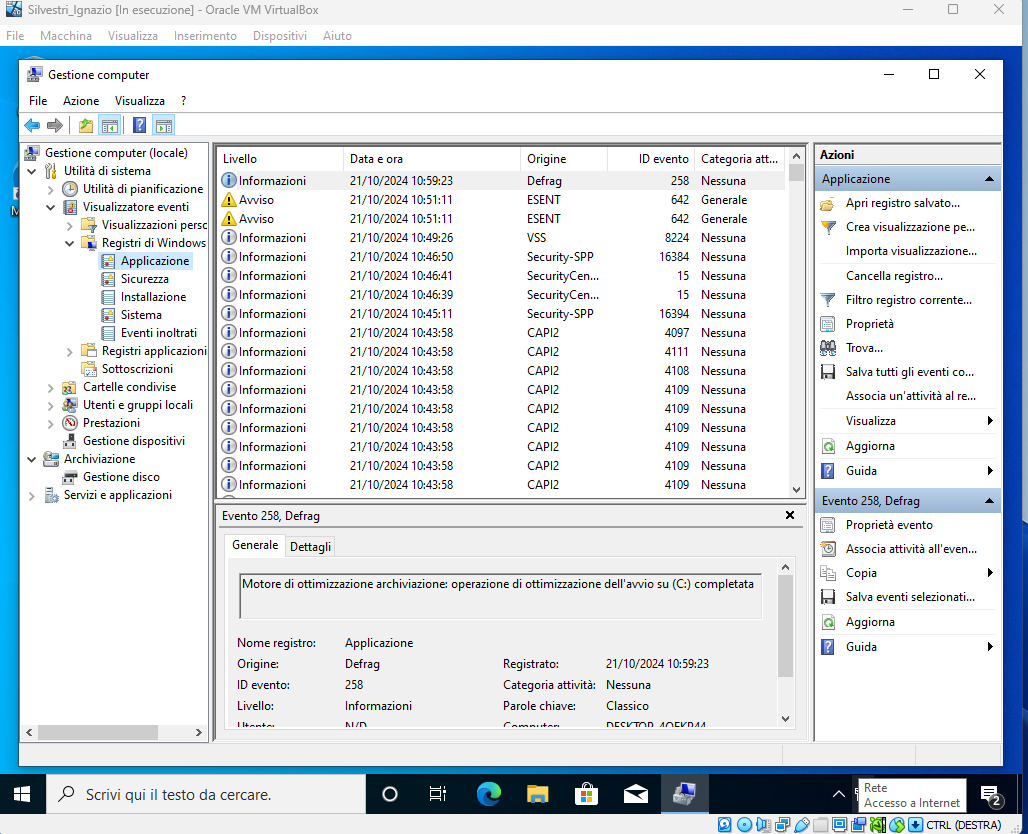 Silvestri_Ignazio [In esecuzione] - Oracle VM VirtualBox
File Macchina Visualizza Inserimento Dispositivi Aiuto
Gestione computer
File Azione Visualizza ?
Gestione computer (locale)
Utilità di sistema
Utilità di pianificazione
Visualizzatore eventi
Visualizzazioni persc
Registri di Windows
Applicazione
Sicurezza
Installazione
Sistema
Eventi inoltrati
Registri applicazioni
Sottoscrizioni
Cartelle condivise
Utenti e gruppi locali
Prestazioni
Gestione dispositivi
Archiviazione
Gestione disco
Servizi e applicazioni
Livello Data e ora Origine ID evento Categoria att...
Informazioni 21/10/2024 10:59:23 Defrag 258 Nessuna
Avviso 21/10/2024 10:51:11 ESENT 642 Generale
Avviso 21/10/2024 10:51:11 ESENT 642 Generale
Informazioni 21/10/2024 10:49:26 VSS 8224 Nessuna
Informazioni 21/10/2024 10:46:50 Security-SPP 16384 Nessuna
Informazioni 21/10/2024 10:46:41 SecurityCen... 15 Nessuna
Informazioni 21/10/2024 10:46:39 SecurityCen... 15 Nessuna
Informazioni 21/10/2024 10:45:11 Security-SPP 16394 Nessuna
Informazioni 21/10/2024 10:43:58 CAPI2 4097 Nessuna
Informazioni 21/10/2024 10:43:58 CAPI2 4111 Nessuna
Informazioni 21/10/2024 10:43:58 CAPI2 4108 Nessuna
Informazioni 21/10/2024 10:43:58 CAPI2 4109 Nessuna
Informazioni 21/10/2024 10:43:58 CAPI2 4109 Nessuna
Informazioni 21/10/2024 10:43:58 CAPI2 4109 Nessuna
Informazioni 21/10/2024 10:43:58 CAPI2 4109 Nessuna
Informazioni 21/10/2024 10:43:58 CAPI2 4109 Nessuna
Informazioni 21/10/2024 10:43:58 CAPI2 4109 Nessuna
Evento 258, Defrag
Generale Dettagli
Motore di ottimizzazione archiviazione: operazione di ottimizzazione dell'avvio su (C:) completata
Nome registro: Applicazione
Origine: Defrag Registrato: 21/10/2024 10:59:23
ID evento: 258 Categoria attività: Nessuna
Livello: Informazioni Parole chiave: Classico
Utente: N/D Computer:
Azioni
Applicazione
Apri registro salvato...
Crea visualizzazione pe...
Importa visualizzazione...
Cancella registro...
Filtro registro corrente...
Proprietà
Trova...
Salva tutti gli eventi co...
Associa un'attività al re...
Visualizza
Aggiorna
Guida
Evento 258, Defrag
Proprietà evento
Associa attività all'even...
Copia
Salva eventi selezionati...
Aggiorna
Guida
Scrivi qui il testo da cercare.
Rete
Accesso a Internet
2
CTRL (DESTRA)